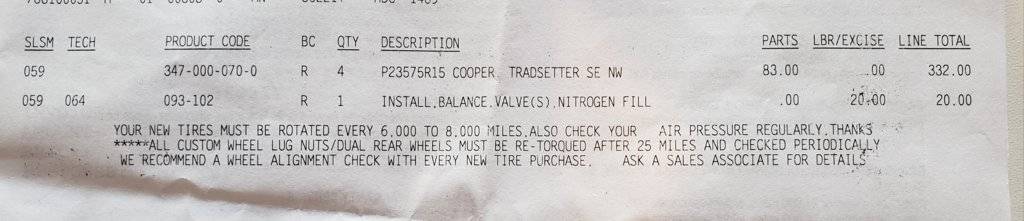 SLSM TECH PRODUCT CODE BC QTY DESCRIPTION PARTS LBR/EXCISE LINE TOTAL
059 347-000-070-0 R 4 P23575R15 COOPER TRADSETTER SE NW 83.00 .00 332.00
059 064 093-102 R 1 INSTALL,BALANCE,VALVE(S),NITROGEN FILL .00 20.00 20.00
YOUR NEW TIRES MUST BE ROTATED EVERY 6,000 TO 8,000 MILES,ALSO CHECK YOUR AIR PRESSURE REGULARLY,THANKS
*****ALL CUSTOM WHEEL LUG NUTS/DUAL REAR WHEELS MUST BE RE-TORQUED AFTER 25 MILES AND CHECKED PERIODICALLY
WE RECOMMEND A WHEEL ALIGNMENT CHECK WITH EVERY NEW TIRE PURCHASE. ASK A SALES ASSOCIATE FOR DETAILS